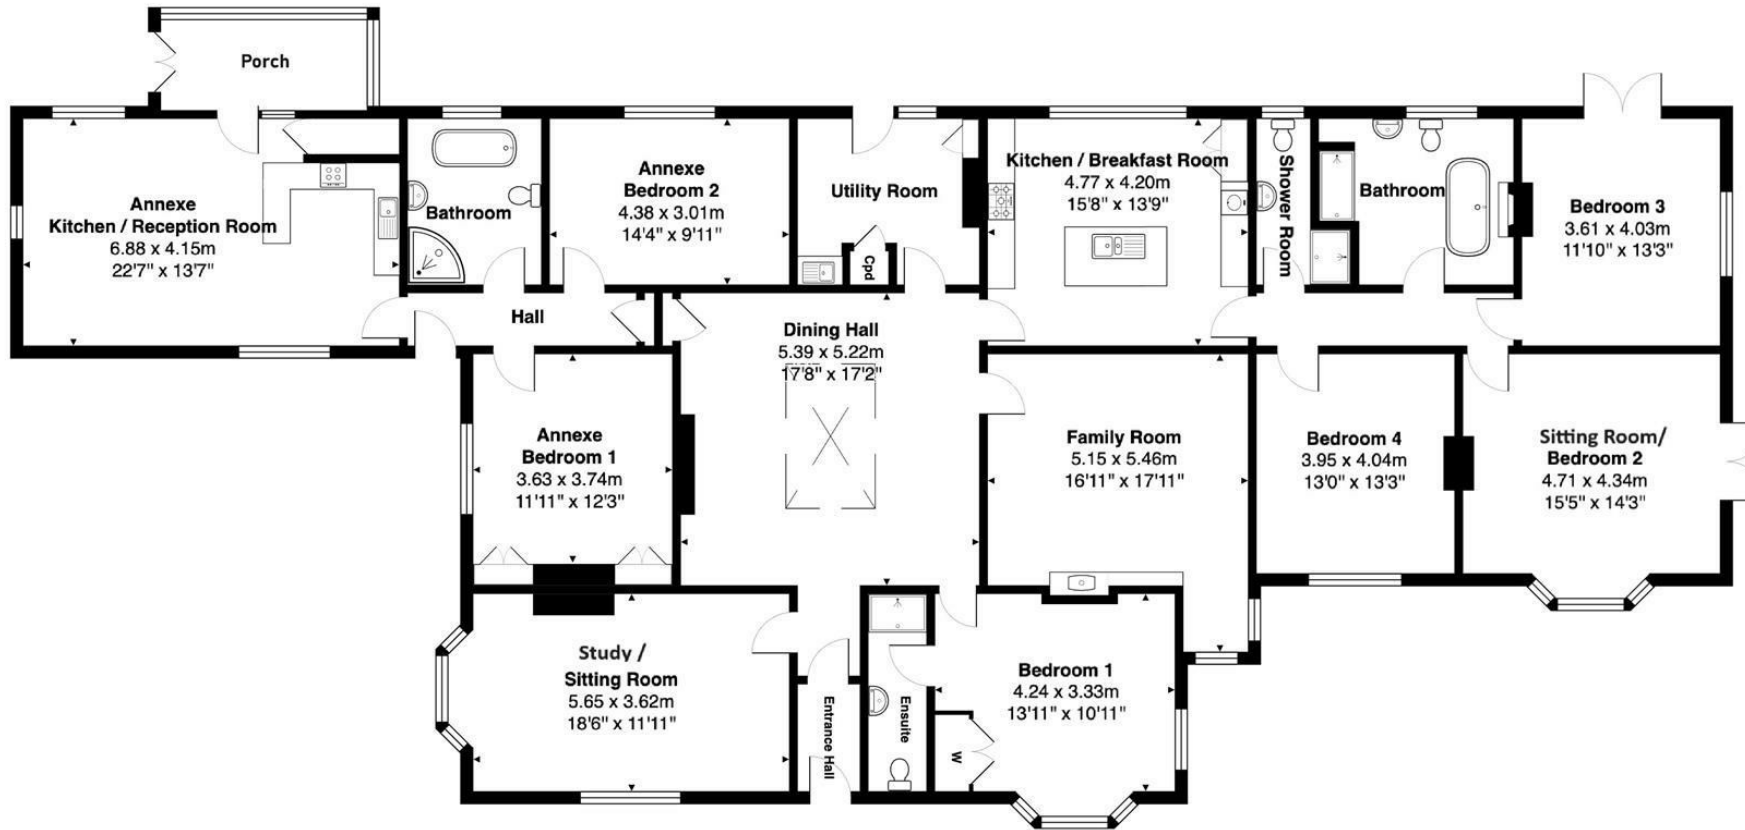 Porch
Annexe
Kitchen / Reception Room
6.88 x 4.15m
22'7" x 13'7"
Bathroom
Annexe
Bedroom 2
4.38 x 3.01m
14'4" x 9'11"
Utility Room
Cpd
Kitchen / Breakfast Room
4.77 x 4.20m
15'8" x 13'9"
Shower Room
Bathroom
Bedroom 3
3.61 x 4.03m
11'10" x 13'3"
Hall
Dining Hall
5.39 x 5.22m
17'8" x 17'2"
Annexe
Bedroom 1
3.63 x 3.74m
11'11" x 12'3"
Family Room
5.15 x 5.46m
16'11" x 17'11"
Bedroom 4
3.95 x 4.04m
13'0" x 13'3"
Sitting Room/
Bedroom 2
4.71 x 4.34m
15'5" x 14'3"
Study /
Sitting Room
5.65 x 3.62m
18'6" x 11'11"
Entrance Hall
Ensuite
W
Bedroom 1
4.24 x 3.33m
13'11" x 10'11"